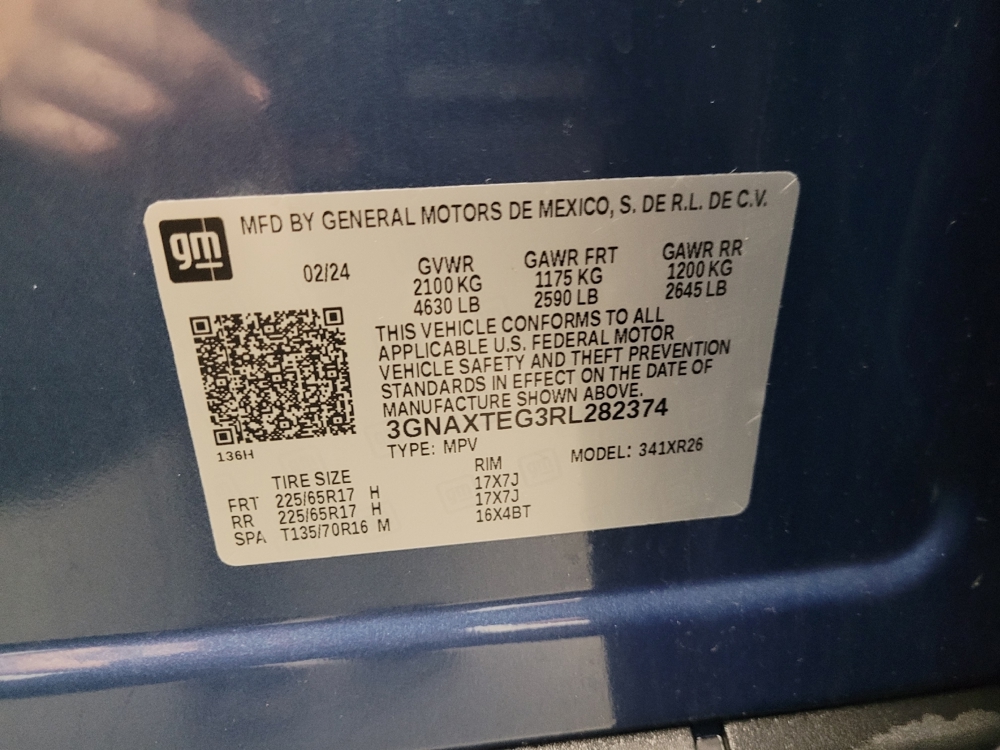 gm
MFD BY GENERAL MOTORS DE MEXICO, S. DE R.L. DE C.V.
02/24
GVWR GAWR FRT GAWR RR
2100 KG 1175 KG 1200 KG
4630 LB 2590 LB 2645 LB
THIS VEHICLE CONFORMS TO ALL
APPLICABLE U.S. FEDERAL MOTOR
VEHICLE SAFETY AND THEFT PREVENTION
STANDARDS IN EFFECT ON THE DATE OF
MANUFACTURE SHOWN ABOVE.
3GNAXTEG3RL282374
136H
TYPE: MPV MODEL: 341XR26
TIRE SIZE RIM
FRT 225/65R17 H 17X7J
RR 225/65R17 H 17X7J
SPA T135/70R16 M 16X4BT